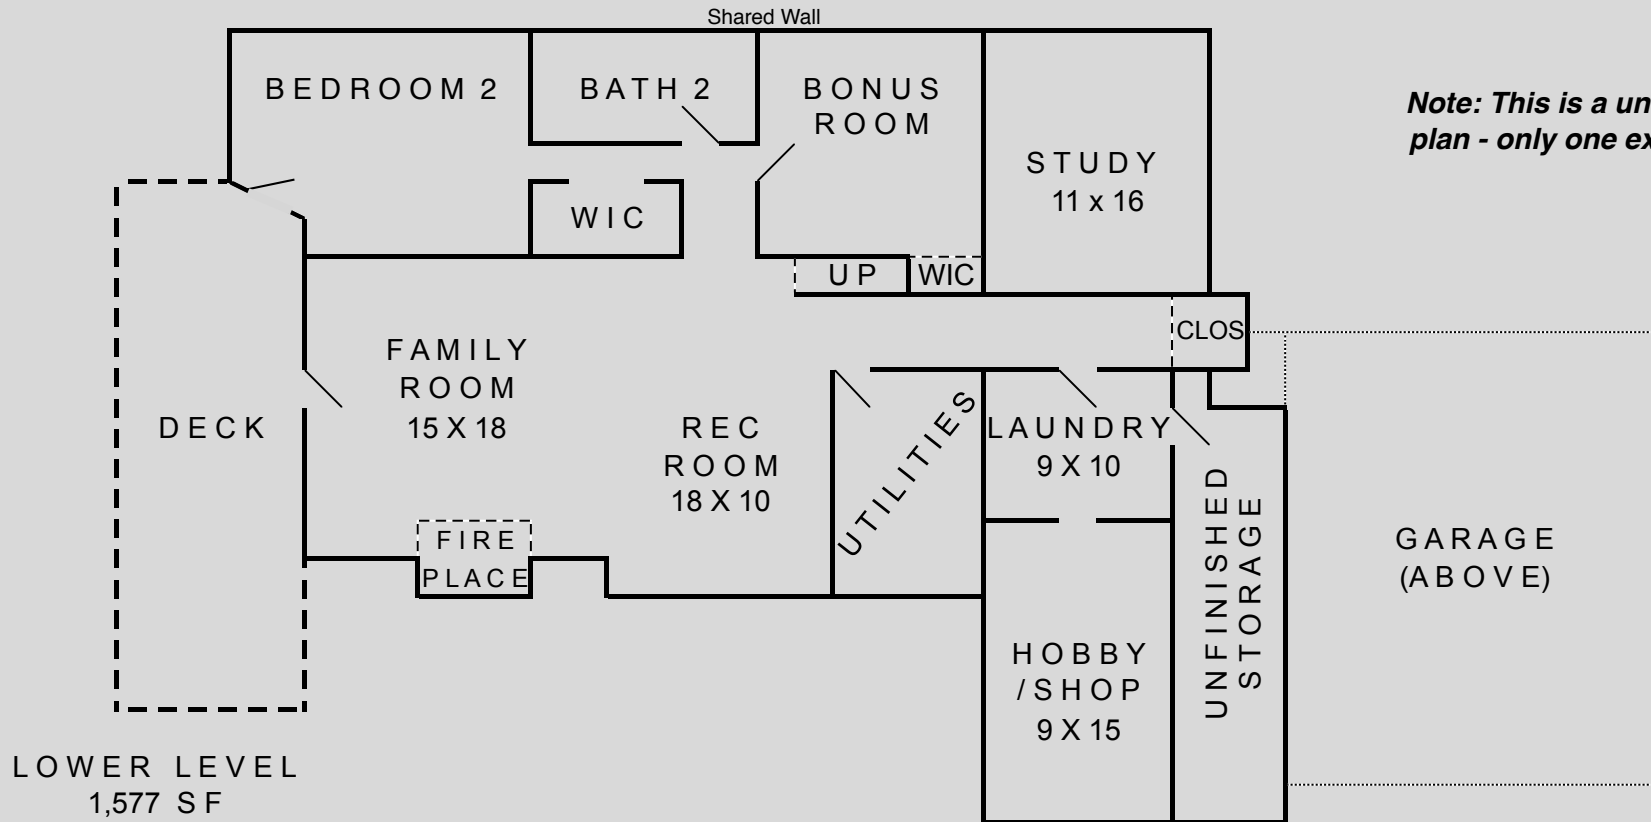 Shared Wall
BEDROOM 2
BATH 2
BONUS
ROOM
Note: This is a un
plan - only one ex
STUDY
11 x 16
WIC
UP
WIC
CLOS
FAMILY
ROOM
15 X 18
DECK
REC
ROOM
18 X 10
UTILITIES
LAUNDRY
9 X 10
FIRE
PLACE
UNFINISHED
STORAGE
GARAGE
(ABOVE)
HOBBY
/SHOP
9 X 15
LOWER LEVEL
1,577 SF